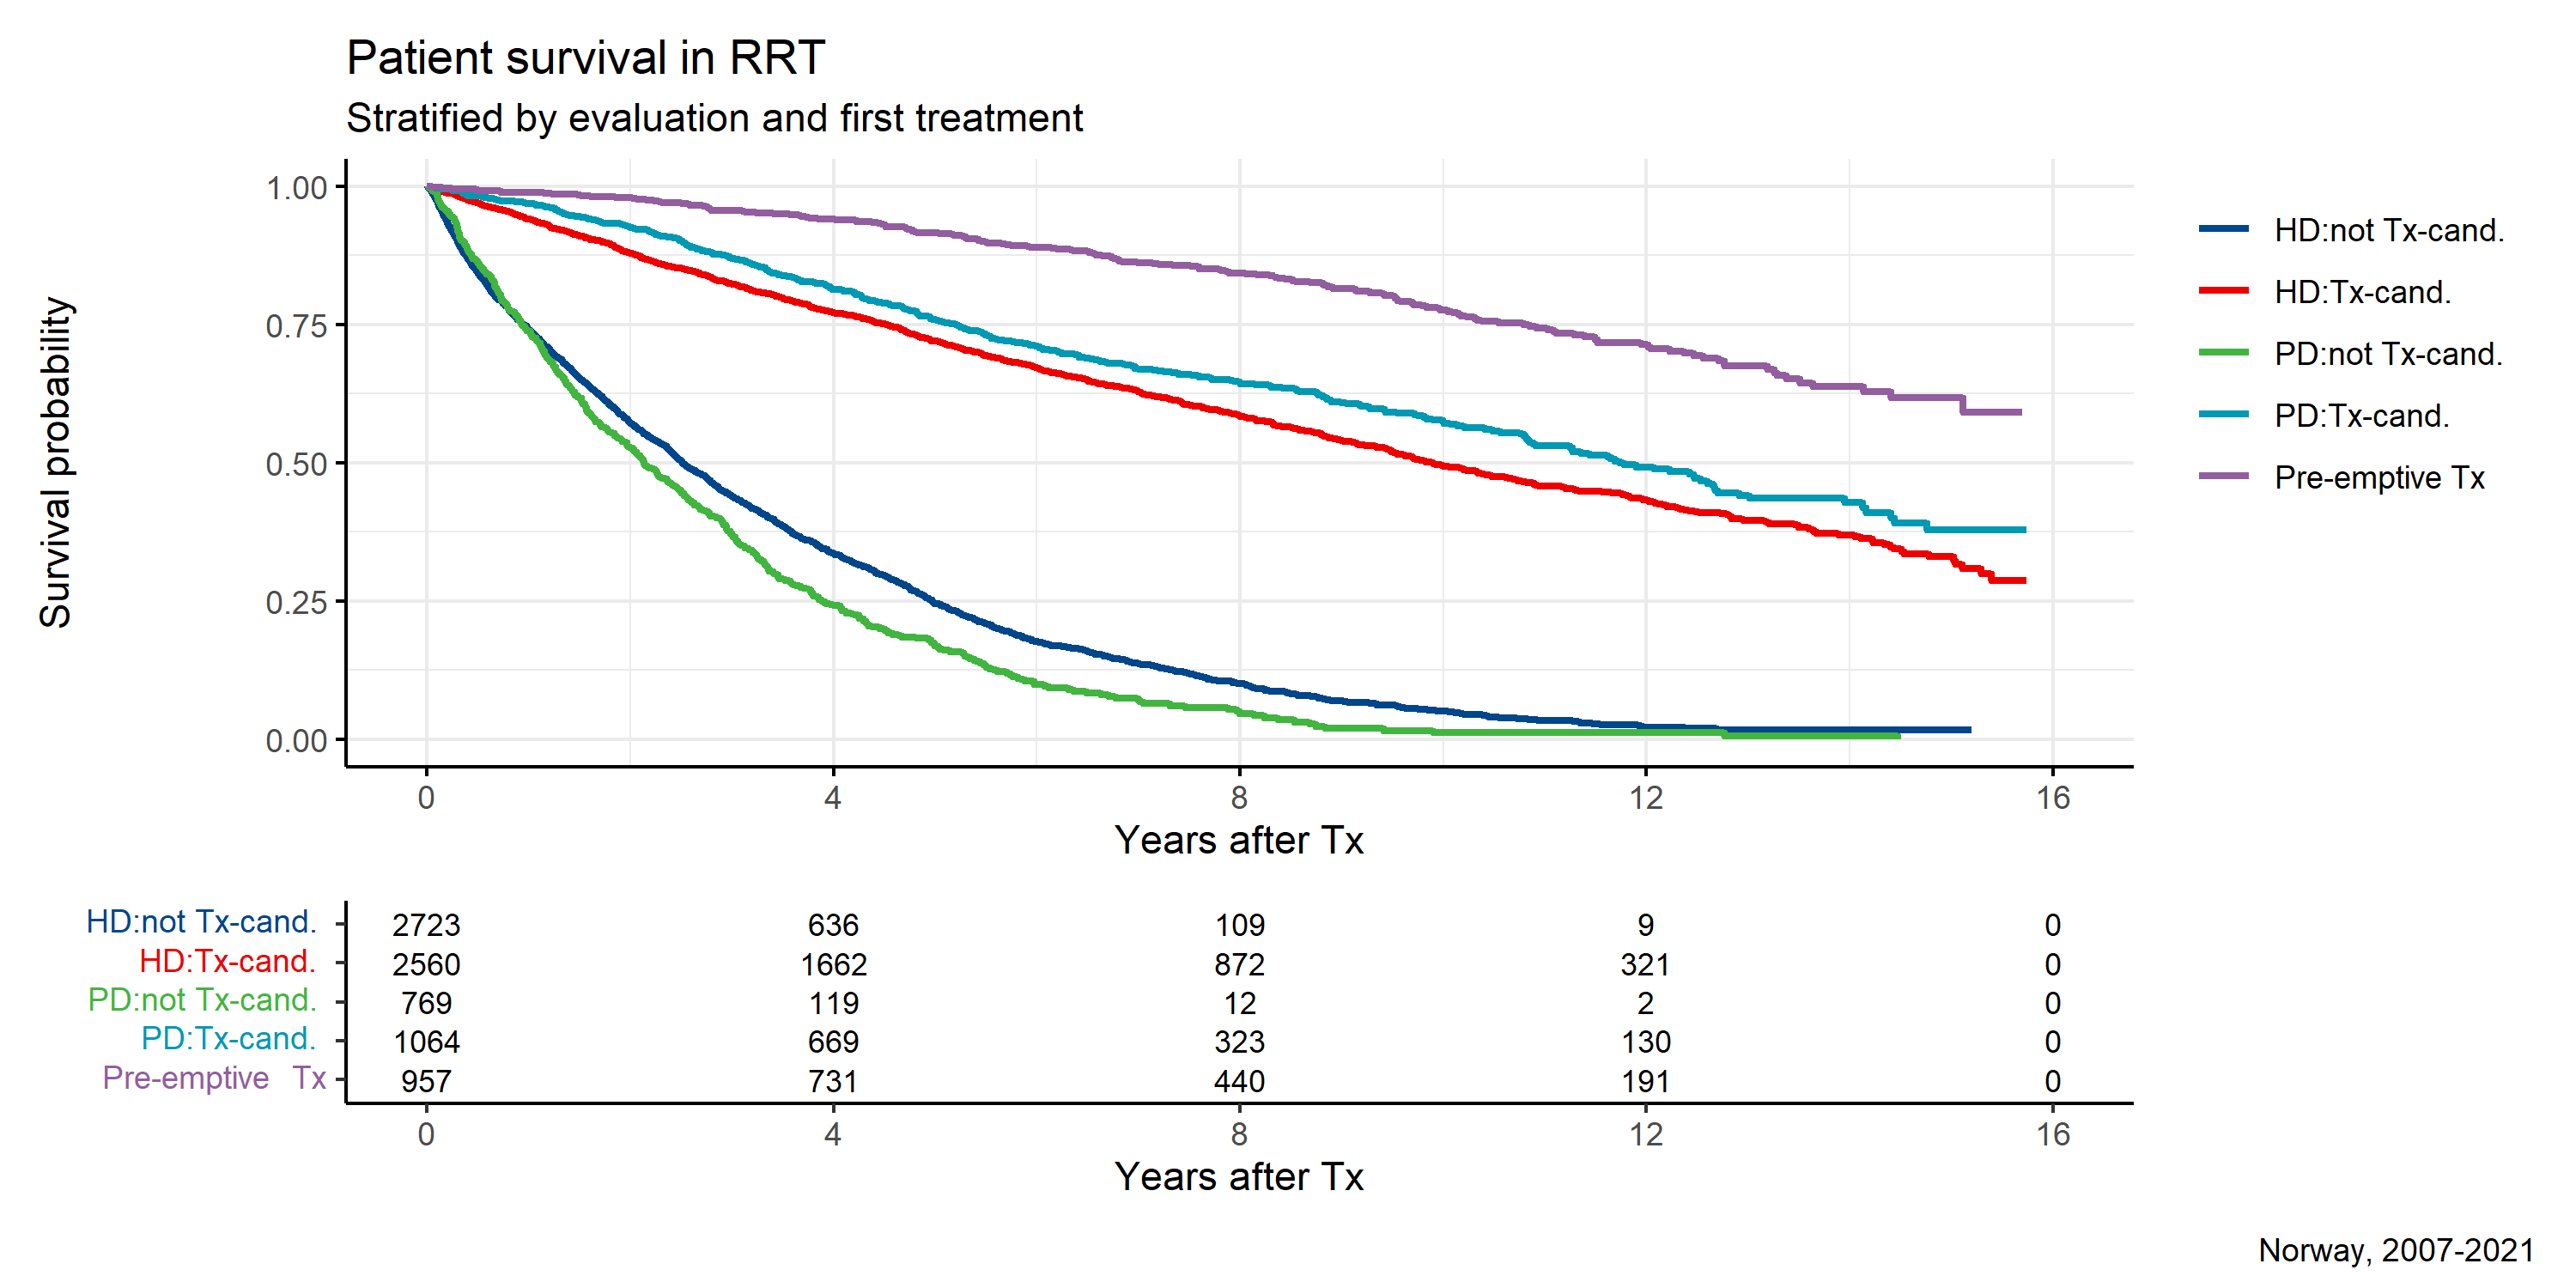 Patient survival in RRT
Stratified by evaluation and first treatment
Survival probability
1.00
0.75
0.50
0.25
0.00
0 4 8 12 16
Years after Tx
HD:not Tx-cand.
HD:Tx-cand.
PD:not Tx-cand.
PD:Tx-cand.
Pre-emptive Tx
HD:not Tx-cand. 2723 636 109 9 0
HD:Tx-cand. 2560 1662 872 321 0
PD:not Tx-cand. 769 119 12 2 0
PD:Tx-cand. 1064 669 323 130 0
Pre-emptive Tx 957 731 440 191 0
0 4 8 12 16
Years after Tx
Norway, 2007-2021